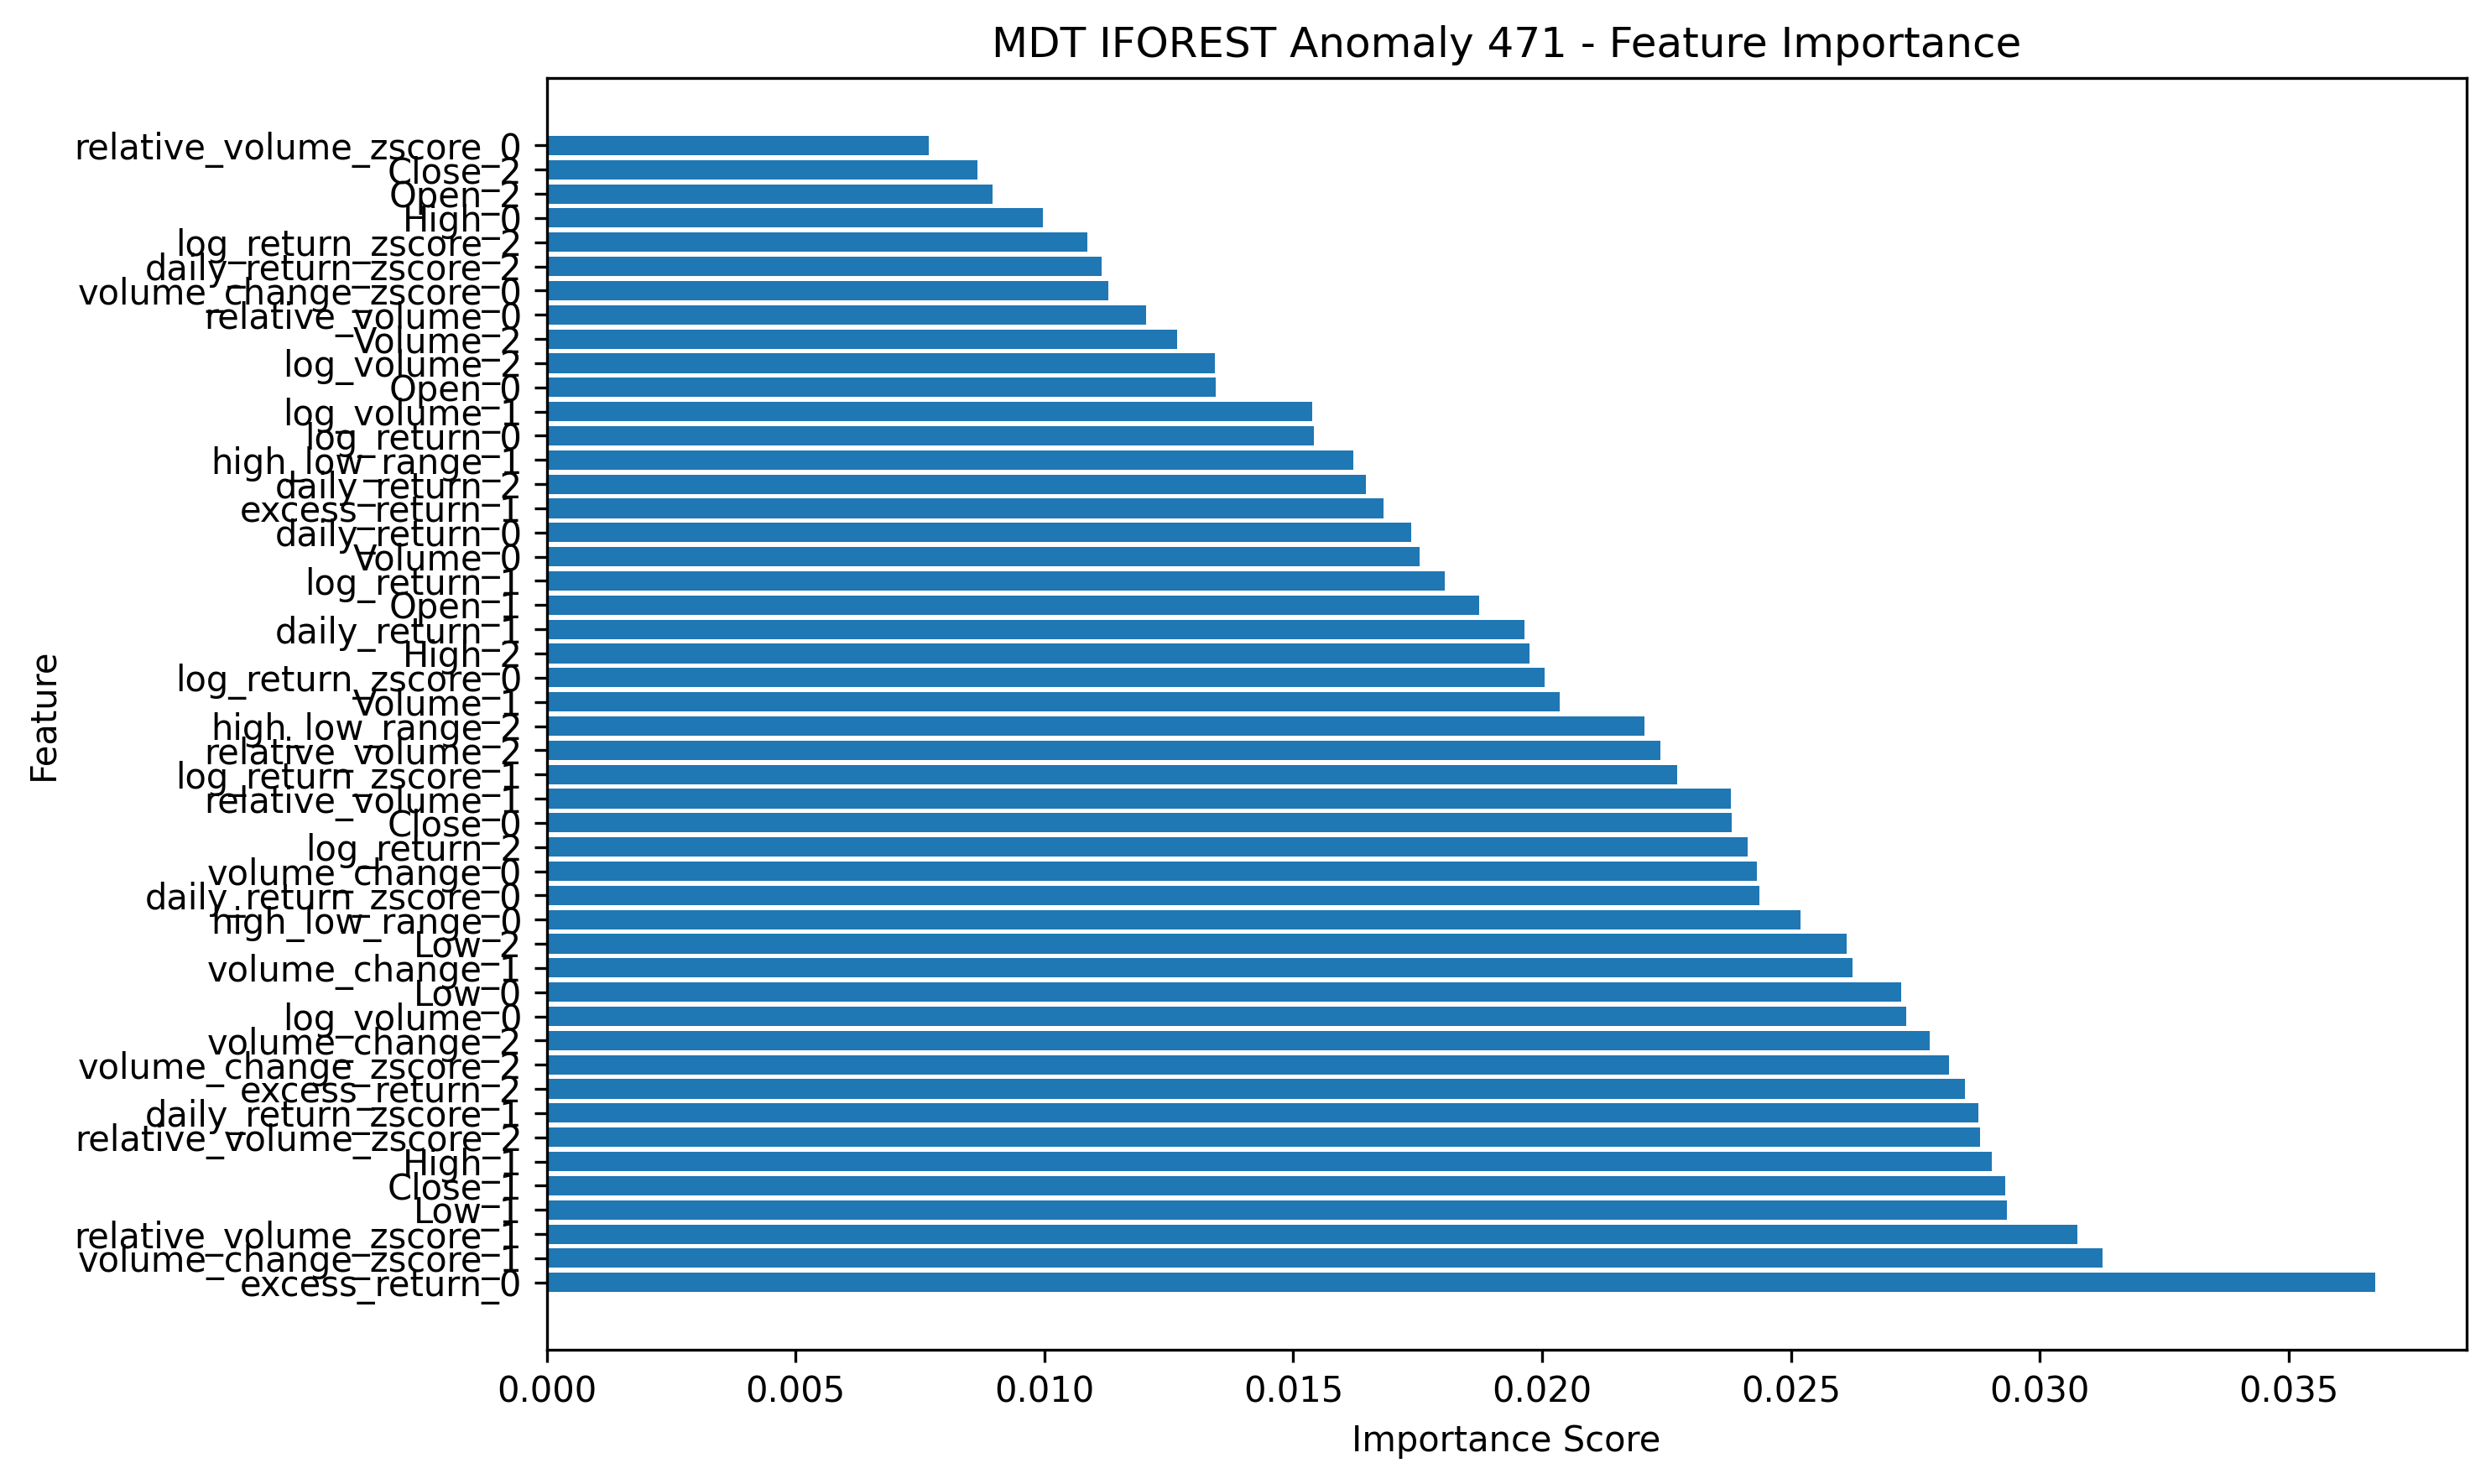 MDT IFOREST Anomaly 471 - Feature Importance
relative_volume_zscore_0
Close_2
Open_2
High_0
log_return_zscore_2
daily_return_zscore_2
volume_change_zscore_0
relative_volume_0
Volume_2
log_volume_2
Open_0
log_volume_1
log_return_0
high_low_range_1
daily_return_2
excess_return_1
daily_return_0
Volume_0
log_return_1
Open_1
daily_return_1
High_2
log_return_zscore_0
Volume_1
high_low_range_2
relative_volume_2
log_return_zscore_1
relative_volume_1
Close_0
log_return_2
volume_change_0
daily_return_zscore_0
high_low_range_0
Low_2
volume_change_1
Low_0
log_volume_0
volume_change_2
volume_change_zscore_2
excess_return_2
daily_return_zscore_1
relative_volume_zscore_2
High_1
Close_1
Low_1
relative_volume_zscore_1
volume_change_zscore_1
excess_return_0
Feature
0.000 0.005 0.010 0.015 0.020 0.025 0.030 0.035
Importance Score